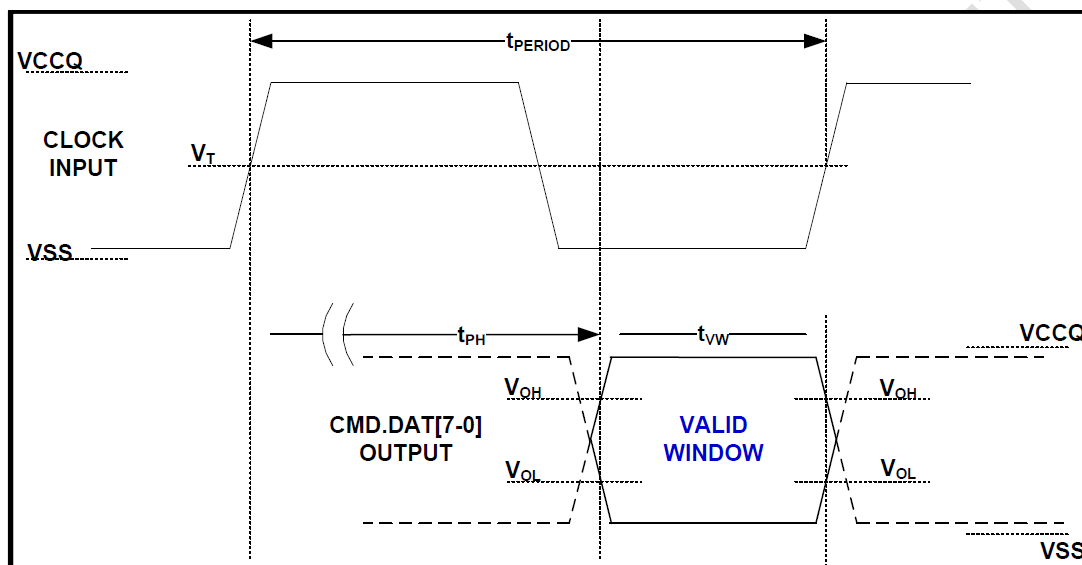 tPERIOD
VCCQ
CLOCK
INPUT
VT
VSS
tPH
tVW
VCCQ
VOH
VOH
CMD.DAT[7-0]
OUTPUT
VALID
WINDOW
VOL
VOL
VSS